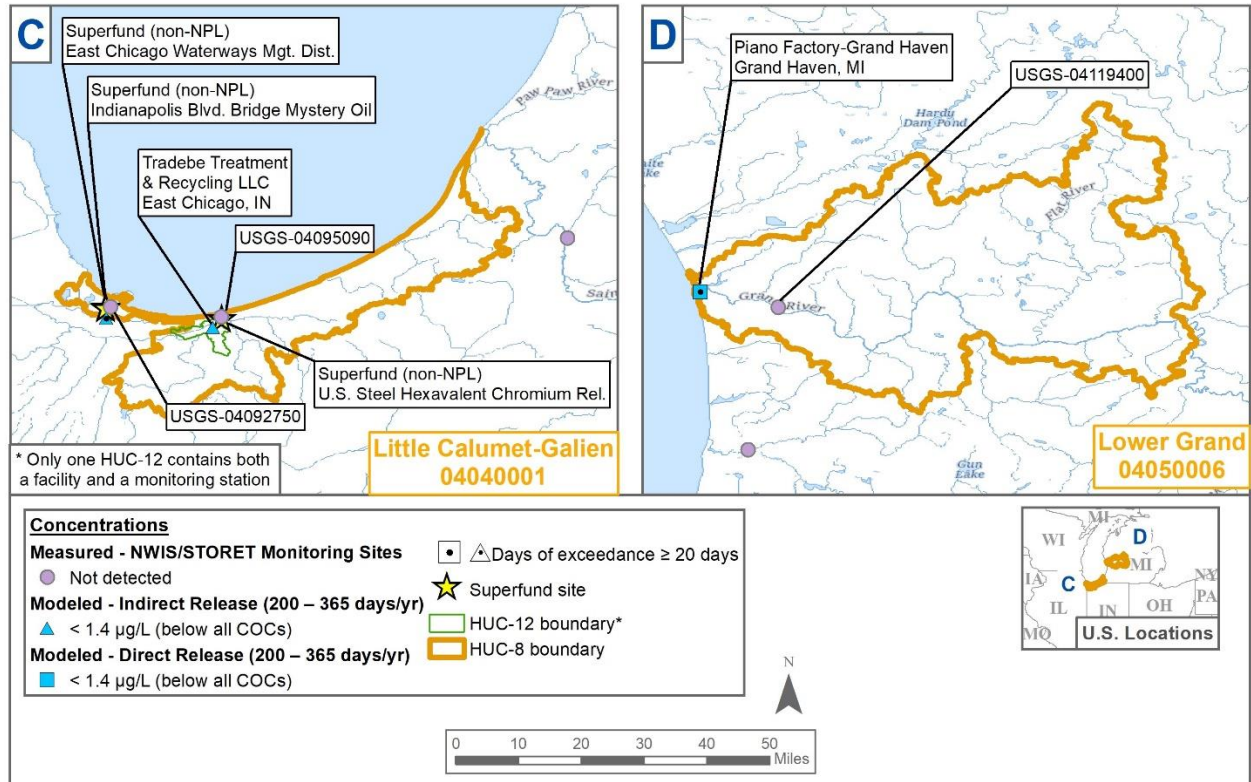 C
Superfund (non-NPL)
East Chicago Waterways Mgt. Dist.
Superfund (non-NPL)
Indianapolis Blvd. Bridge Mystery Oil
Tradebe Treatment
& Recycling LLC
East Chicago, IN
USGS-04095090
Paw Paw River
Superfund (non-NPL)
U.S. Steel Hexavalent Chromium Rel.
USGS-04092750
* Only one HUC-12 contains both
a facility and a monitoring station
Little Calumet-Galien
04040001
D
Piano Factory-Grand Haven
Grand Haven, MI
USGS-04119400
Hardy
Dam Pond
Lake
Flat River
Grand River
Gun
Lake
Lower Grand
04050006
Concentrations
Measured - NWIS/STORET Monitoring Sites
Not detected
Modeled - Indirect Release (200 – 365 days/yr)
< 1.4 µg/L (below all COCs)
Modeled - Direct Release (200 – 365 days/yr)
< 1.4 µg/L (below all COCs)
Days of exceedance ≥ 20 days
Superfund site
HUC-12 boundary*
HUC-8 boundary
MI
WI
D
MI
NY
IA
C
PA
IL
IN
OH
MO
U.S. Locations
N
0 10 20 30 40 50
Miles